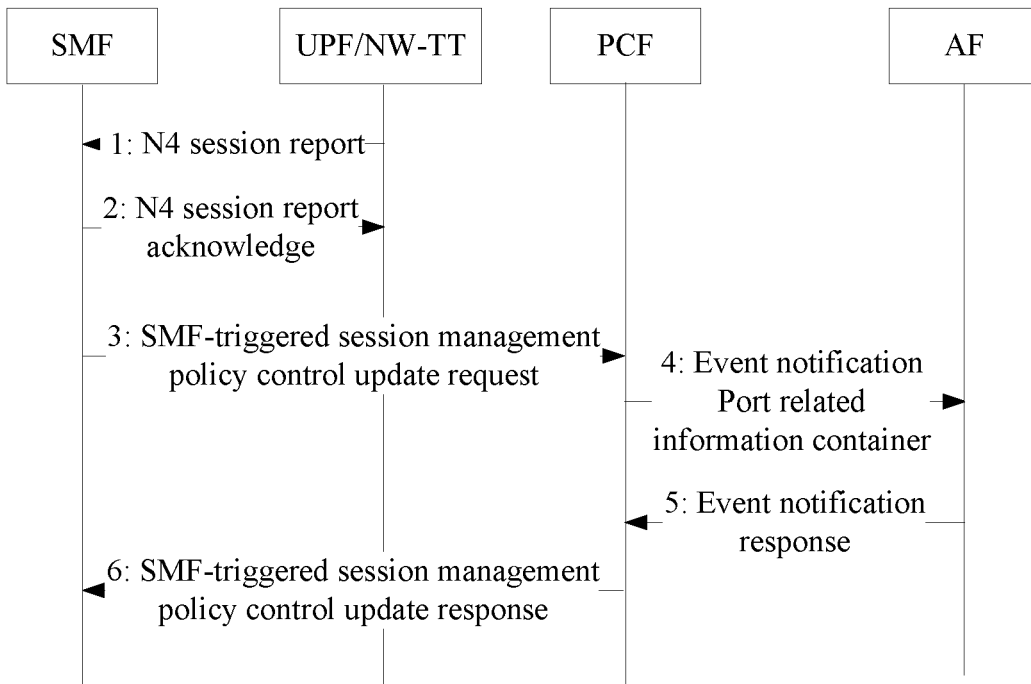 SMF
UPF/NW-TT
PCF
AF
1: N4 session report
2: N4 session report
acknowledge
3: SMF-triggered session management
policy control update request
4: Event notification
Port related
information container
5: Event notification
response
6: SMF-triggered session management
policy control update response